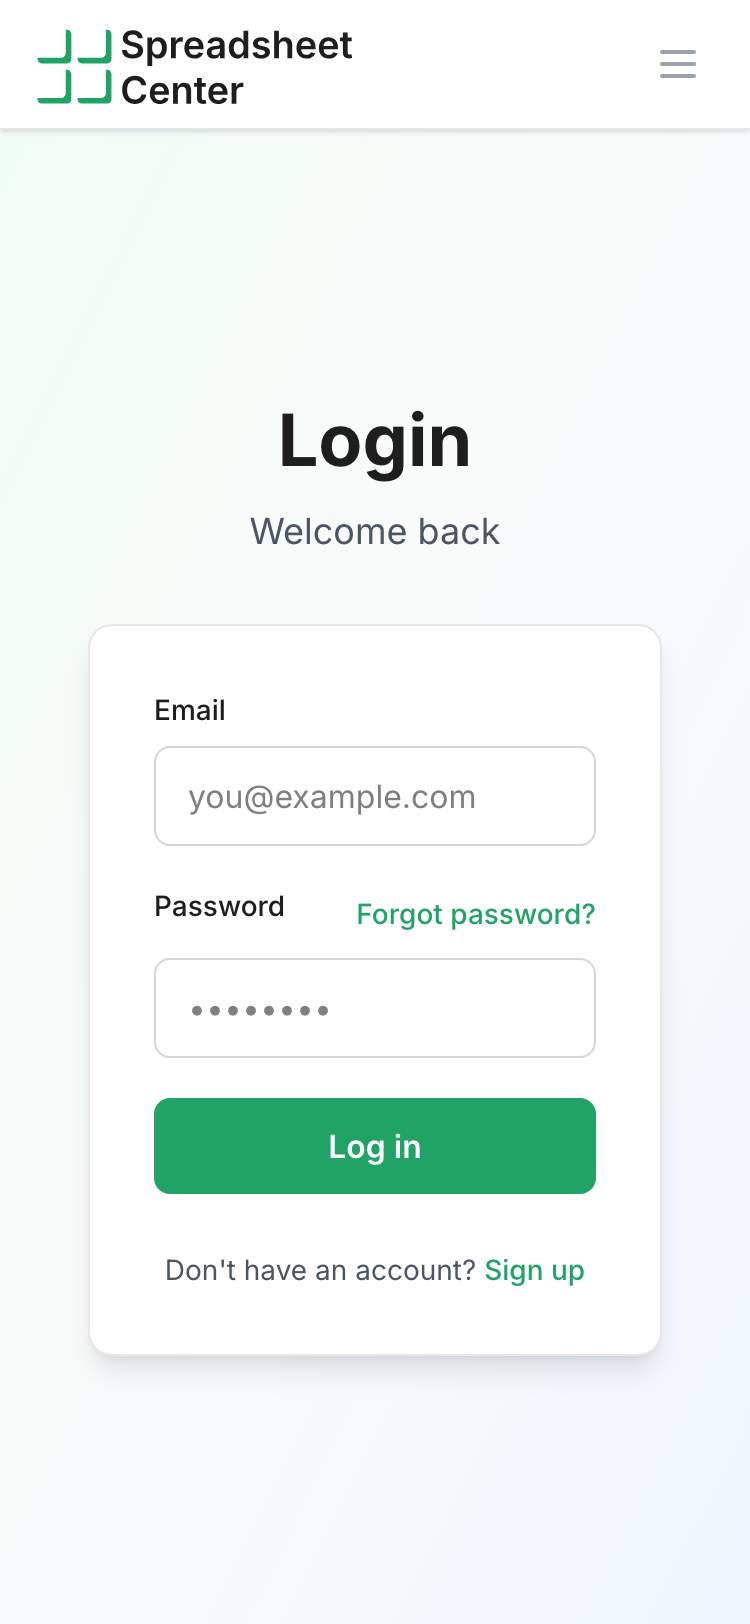 Spreadsheet
Center
Login
Welcome back
Email
you@example.com
Password
Forgot password?
••••••••
Log in
Don't have an account? Sign up